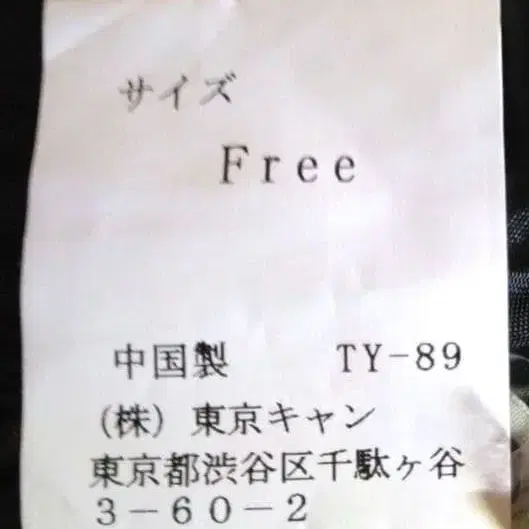 サイズ
Free
中国製 TY-89
(株) 東京キャン
東京都渋谷区千駄ヶ谷
3-60-2